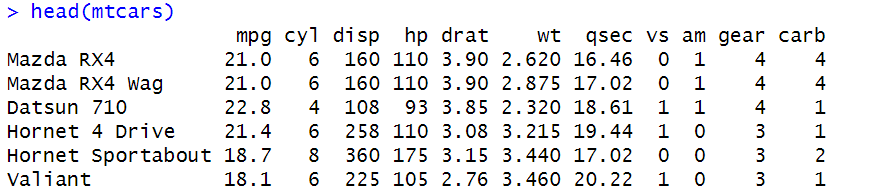 > head(mtcars)
mpg cyl disp hp drat wt qsec vs am gear carb
Mazda RX4 21.0 6 160 110 3.90 2.620 16.46 0 1 4 4
Mazda RX4 Wag 21.0 6 160 110 3.90 2.875 17.02 0 1 4 4
Datsun 710 22.8 4 108 93 3.85 2.320 18.61 1 1 4 1
Hornet 4 Drive 21.4 6 258 110 3.08 3.215 19.44 1 0 3 1
Hornet Sportabout 18.7 8 360 175 3.15 3.440 17.02 0 0 3 2
Valiant 18.1 6 225 105 2.76 3.460 20.22 1 0 3 1